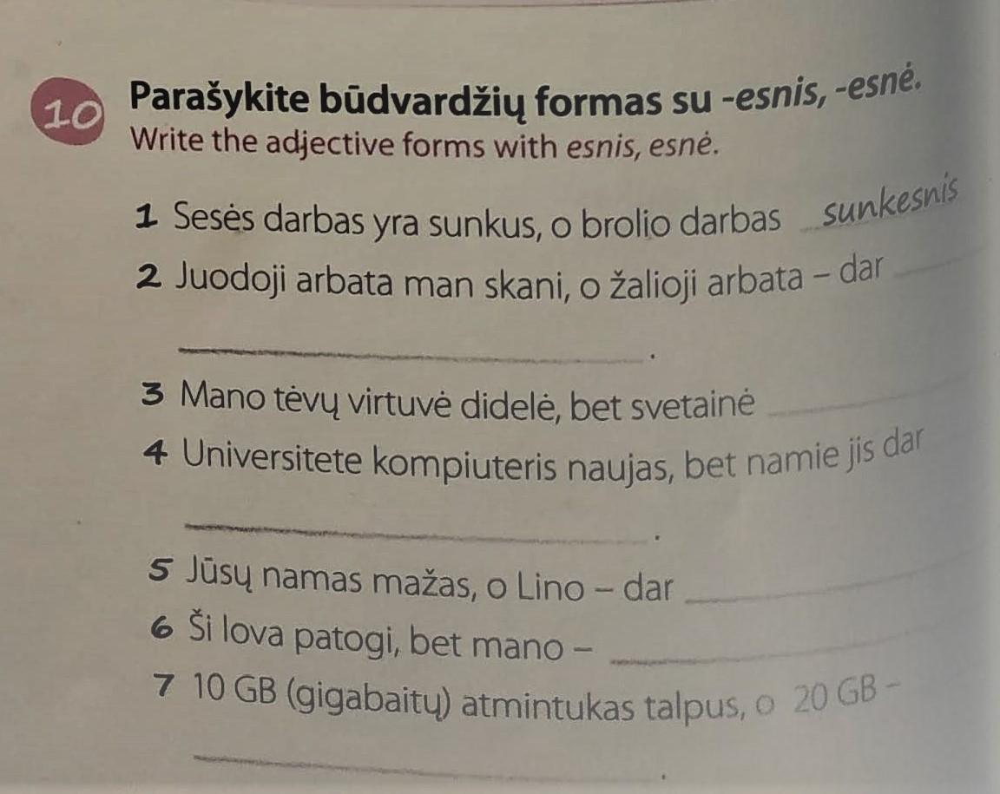 10 Parašykite būdvardžių formas su -esnis, -esnė.
Write the adjective forms with esnis, esnė.
1 Sesės darbas yra sunkus, o brolio darbas sunkesnis
2 Juodoji arbata man skani, o žalioji arbata – dar
.
3 Mano tėvų virtuvė didelė, bet svetainė
4 Universitete kompiuteris naujas, bet namie jis dar
.
5 Jūsų namas mažas, o Lino – dar
6 Ši lova patogi, bet mano –
7 10 GB (gigabaitų) atmintukas talpus, o 20 GB –
.